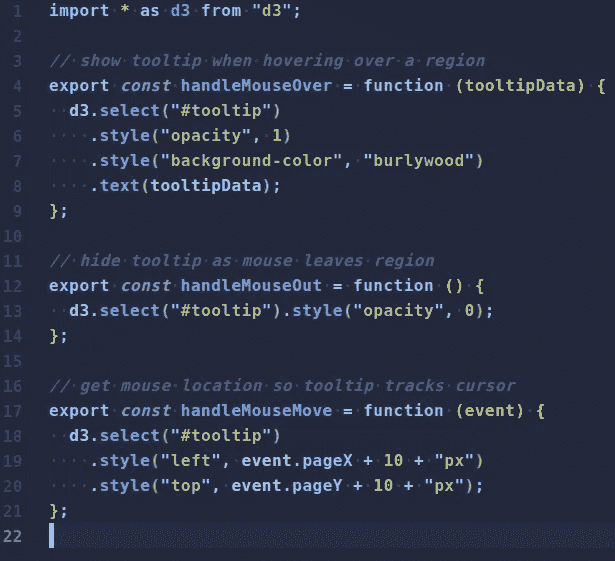 1 import * as d3 from "d3";
2
3 // show tooltip when hovering over a region
4 export const handleMouseOver = function (tooltipData) {
5   d3.select("#tooltip")
6     .style("opacity", 1)
7     .style("background-color", "burlywood")
8     .text(tooltipData);
9 };
10
11 // hide tooltip as mouse leaves region
12 export const handleMouseOut = function () {
13   d3.select("#tooltip").style("opacity", 0);
14 };
15
16 // get mouse location so tooltip tracks cursor
17 export const handleMouseMove = function (event) {
18   d3.select("#tooltip")
19     .style("left", event.pageX + 10 + "px")
20     .style("top", event.pageY + 10 + "px");
21 };
22